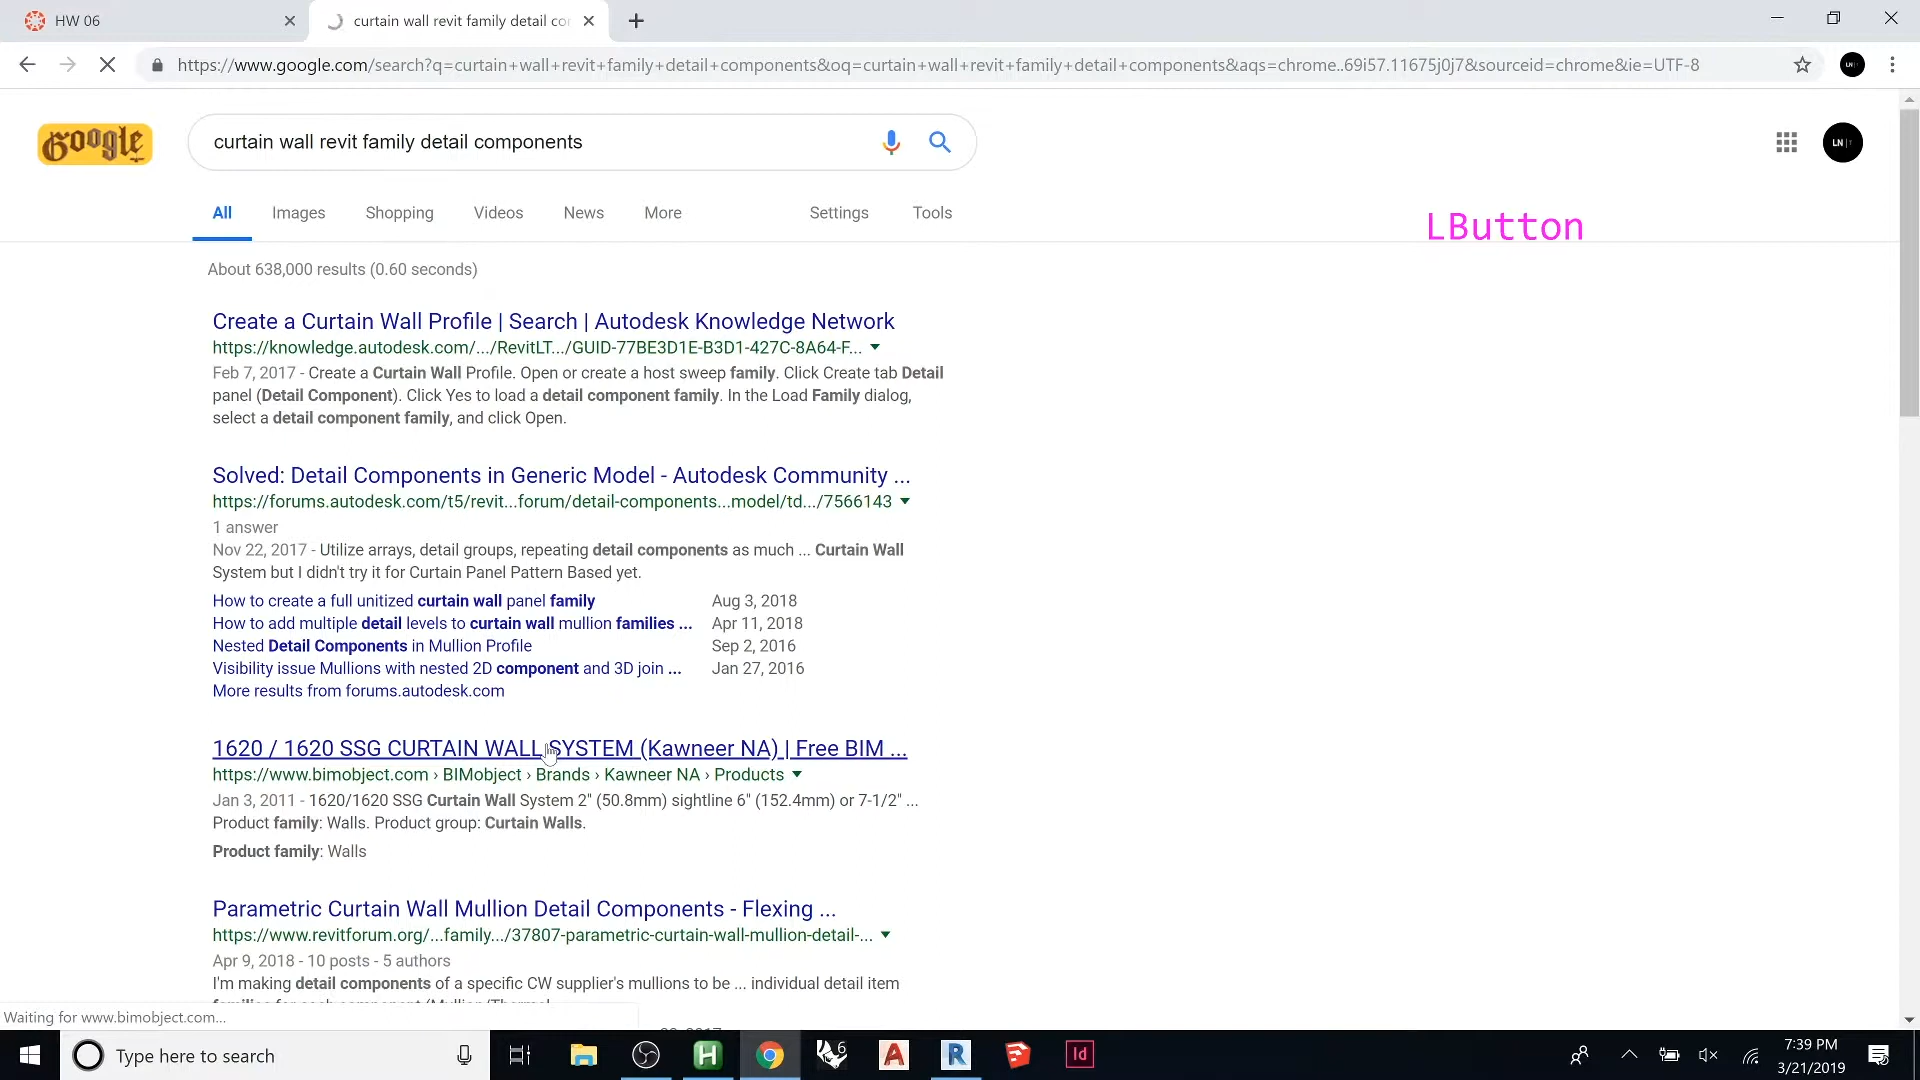 HW 06
curtain wall revit family detail co
https://www.google.com/search?q=curtain+wall+revit+family+detail+components&oq=curtain+wall+revit+family+detail+components&aqs=chrome..69i57.11675j0j7&sourceid=chrome&ie=UTF-8
Google
curtain wall revit family detail components
LN
All Images Shopping Videos News More Settings Tools
LButton
About 638,000 results (0.60 seconds)
Create a Curtain Wall Profile | Search | Autodesk Knowledge Network
https://knowledge.autodesk.com/.../RevitLT.../GUID-77BE3D1E-B3D1-427C-8A64-F...
Feb 7, 2017 - Create a Curtain Wall Profile. Open or create a host sweep family. Click Create tab Detail
panel (Detail Component). Click Yes to load a detail component family. In the Load Family dialog,
select a detail component family, and click Open.
Solved: Detail Components in Generic Model - Autodesk Community ...
https://forums.autodesk.com/t5/revit...forum/detail-components...model/td.../7566143
1 answer
Nov 22, 2017 - Utilize arrays, detail groups, repeating detail components as much ... Curtain Wall
System but I didn't try it for Curtain Panel Pattern Based yet.
How to create a full unitized curtain wall panel family Aug 3, 2018
How to add multiple detail levels to curtain wall mullion families ... Apr 11, 2018
Nested Detail Components in Mullion Profile Sep 2, 2016
Visibility issue Mullions with nested 2D component and 3D join ... Jan 27, 2016
More results from forums.autodesk.com
1620 / 1620 SSG CURTAIN WALL SYSTEM (Kawneer NA) | Free BIM ...
https://www.bimobject.com › BIMobject › Brands › Kawneer NA › Products
Jan 3, 2011 - 1620/1620 SSG Curtain Wall System 2" (50.8mm) sightline 6" (152.4mm) or 7-1/2" ...
Product family: Walls. Product group: Curtain Walls.
Product family: Walls
Parametric Curtain Wall Mullion Detail Components - Flexing ...
https://www.revitforum.org/...family.../37807-parametric-curtain-wall-mullion-detail-...
Apr 9, 2018 - 10 posts - 5 authors
I'm making detail components of a specific CW supplier's mullions to be ... individual detail item
Waiting for www.bimobject.com...
Type here to search
H
6
A
R
Id
7:39 PM
3/21/2019